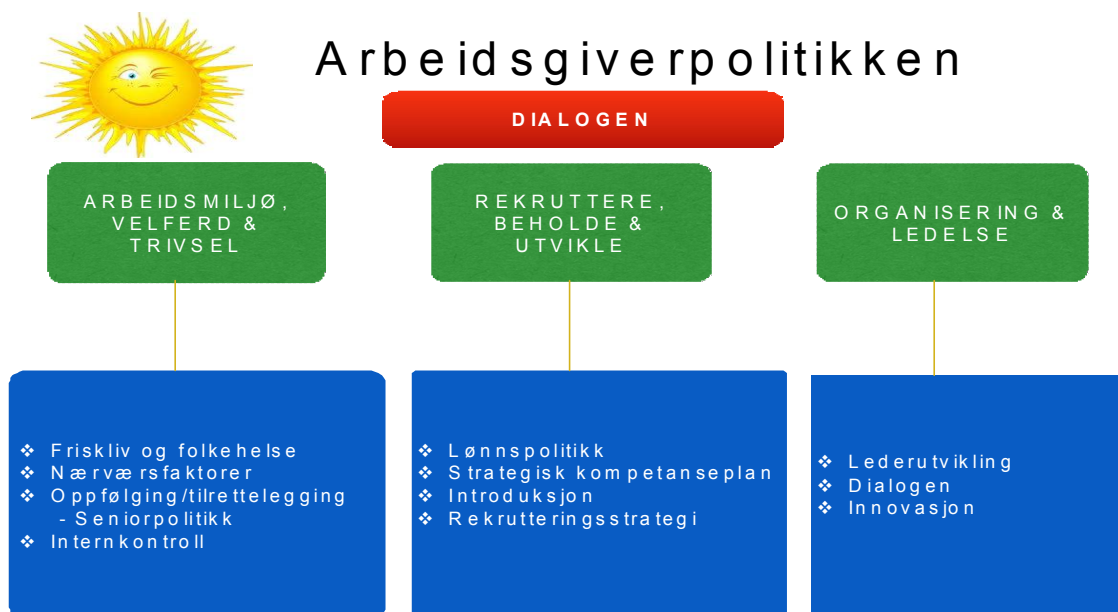 Arbeidsgiverpolitikken
DIALOGEN
ARBEIDSMILJØ,
VELFERD &
TRIVSEL
REKRUTTERE,
BEHOLDE &
UTVIKLE
ORGANISERING &
LEDELSE
❖ Friskliv og folkehelse
❖ Nærværsfaktorer
❖ Oppfølging/tilrettelegging
- Seniorpolitikk
❖ Internkontroll
❖ Lønnspolitikk
❖ Strategisk kompetanseplan
❖ Introduksjon
❖ Rekrutteringsstrategi
❖ Lederutvikling
❖ Dialogen
❖ Innovasjon